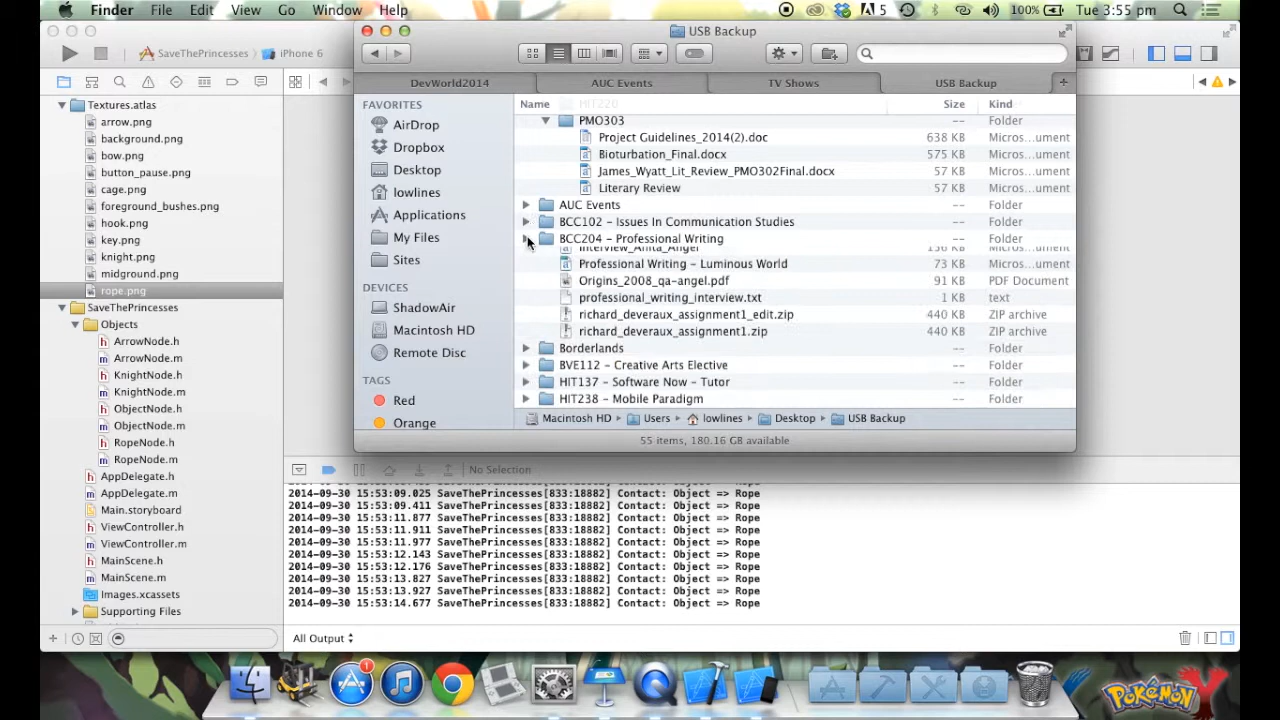 Finder File Edit View Go Window Help 5 100% Tue 3:55 pm
USB Backup
SaveThePrincesses iPhone 6
DevWorld2014 AUC Events TV Shows USB Backup
Name Size Kind
FAVORITES
AirDrop
Dropbox
Desktop
lowlines
Applications
My Files
Sites
DEVICES
ShadowAir
Macintosh HD
Remote Disc
TAGS
Red
Orange
HIT220 Folder
PMO303 -- Folder
Project Guidelines_2014(2).doc 638 KB Micros...ument
Bioturbation_Final.docx 575 KB Micros...ument
James_Wyatt_Lit_Review_PMO302Final.docx 57 KB Micros...ument
Literary Review 57 KB Micros...ument
AUC Events -- Folder
BCC102 – Issues In Communication Studies -- Folder
BCC204 – Professional Writing -- Folder
Interview_Anita_Angel 156 KB Micros...ument
Professional Writing – Luminous World 73 KB Micros...ument
Origins_2008_qa-angel.pdf 91 KB PDF Document
professional_writing_interview.txt 1 KB text
richard_deveraux_assignment1_edit.zip 440 KB ZIP archive
richard_deveraux_assignment1.zip 440 KB ZIP archive
Borderlands -- Folder
BVE112 – Creative Arts Elective -- Folder
HIT137 – Software Now – Tutor -- Folder
HIT238 – Mobile Paradigm -- Folder
Macintosh HD Users lowlines Desktop USB Backup
55 items, 180.16 GB available
Textures.atlas
arrow.png
background.png
bow.png
button_pause.png
cage.png
foreground_bushes.png
hook.png
key.png
knight.png
midground.png
rope.png
SaveThePrincesses
Objects
ArrowNode.h
ArrowNode.m
KnightNode.h
KnightNode.m
ObjectNode.h
ObjectNode.m
RopeNode.h
RopeNode.m
AppDelegate.h
AppDelegate.m
Main.storyboard
ViewController.h
ViewController.m
MainScene.h
MainScene.m
Images.xcassets
Supporting Files
No Selection
2014-09-30 15:53:09.025 SaveThePrincesses[833:18882] Contact: Object => Rope
2014-09-30 15:53:09.411 SaveThePrincesses[833:18882] Contact: Object => Rope
2014-09-30 15:53:11.877 SaveThePrincesses[833:18882] Contact: Object => Rope
2014-09-30 15:53:11.911 SaveThePrincesses[833:18882] Contact: Object => Rope
2014-09-30 15:53:11.977 SaveThePrincesses[833:18882] Contact: Object => Rope
2014-09-30 15:53:12.143 SaveThePrincesses[833:18882] Contact: Object => Rope
2014-09-30 15:53:12.176 SaveThePrincesses[833:18882] Contact: Object => Rope
2014-09-30 15:53:13.827 SaveThePrincesses[833:18882] Contact: Object => Rope
2014-09-30 15:53:13.927 SaveThePrincesses[833:18882] Contact: Object => Rope
2014-09-30 15:53:14.677 SaveThePrincesses[833:18882] Contact: Object => Rope
All Output
1
POKéMON Y